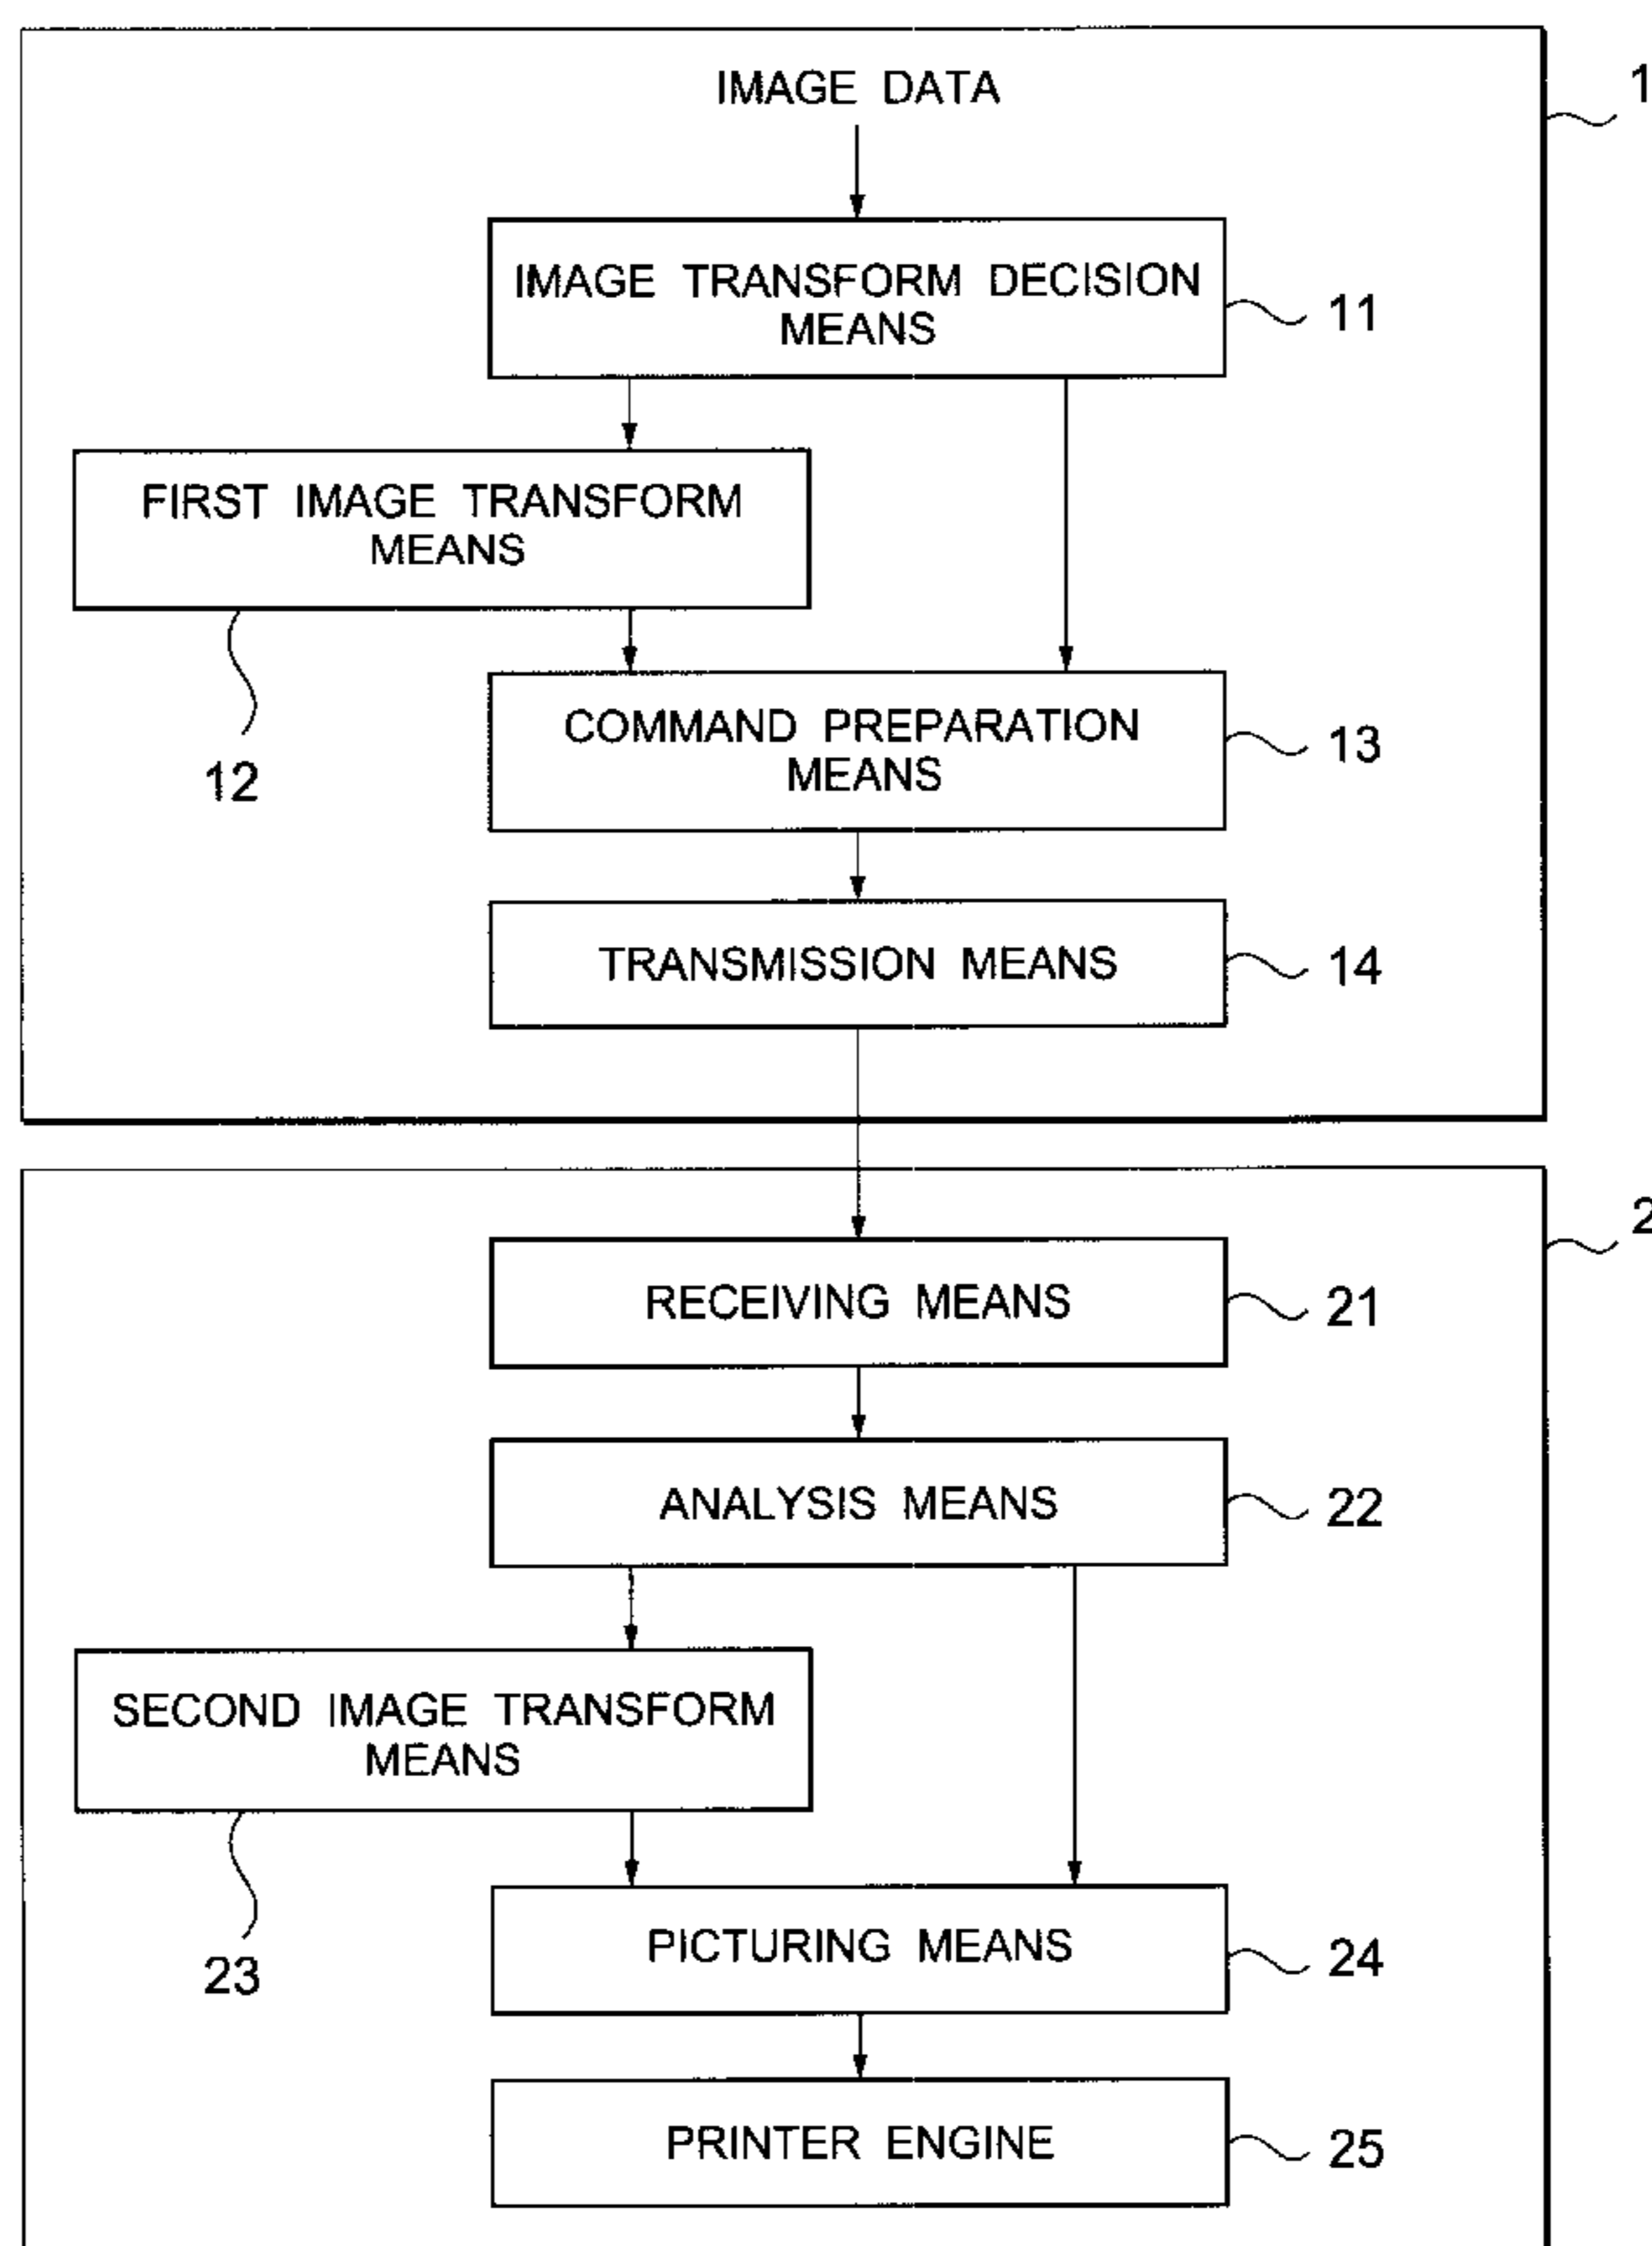 1
IMAGE DATA
IMAGE TRANSFORM DECISION
MEANS
11
FIRST IMAGE TRANSFORM
MEANS
12
COMMAND PREPARATION
MEANS
13
TRANSMISSION MEANS
14
2
RECEIVING MEANS
21
ANALYSIS MEANS
22
SECOND IMAGE TRANSFORM
MEANS
23
PICTURING MEANS
24
PRINTER ENGINE
25